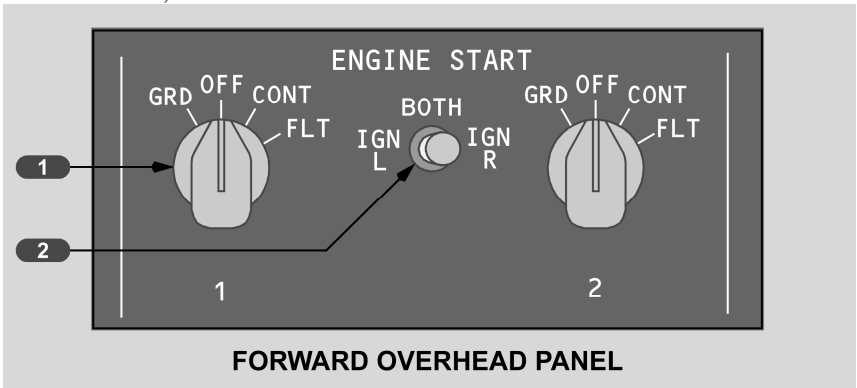 ENGINE START
GRD OFF CONT FLT
IGN L BOTH IGN R
GRD OFF CONT FLT
1
2
1
2
FORWARD OVERHEAD PANEL